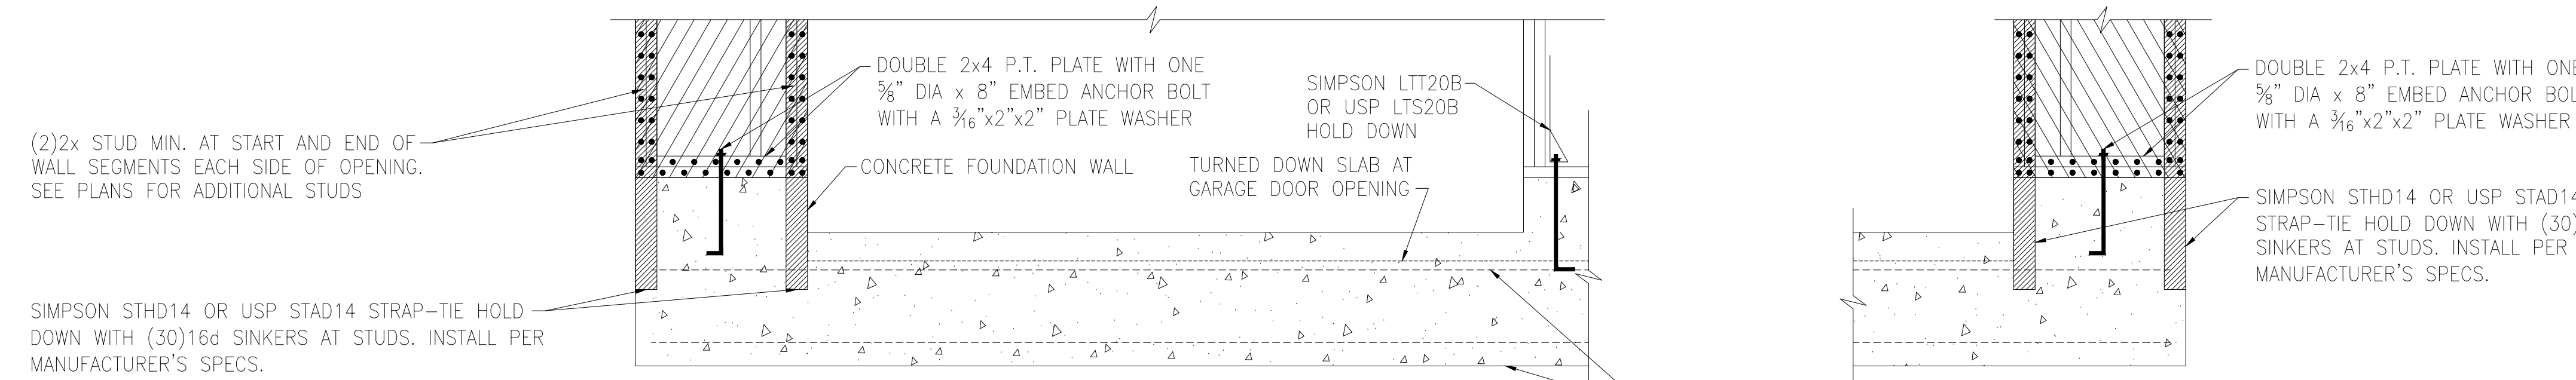 (2)2x STUD MIN. AT START AND END OF
WALL SEGMENTS EACH SIDE OF OPENING.
SEE PLANS FOR ADDITIONAL STUDS
SIMPSON STHD14 OR USP STAD14 STRAP-TIE HOLD
DOWN WITH (30)16d SINKERS AT STUDS. INSTALL PER
MANUFACTURER'S SPECS.
DOUBLE 2x4 P.T. PLATE WITH ONE
5/8" DIA x 8" EMBED ANCHOR BOLT
WITH A 3/16"x2"x2" PLATE WASHER
CONCRETE FOUNDATION WALL
SIMPSON LTT20B
OR USP LTS20B
HOLD DOWN
TURNED DOWN SLAB AT
GARAGE DOOR OPENING
DOUBLE 2x4 P.T. PLATE WITH
5/8" DIA x 8" EMBED ANCHOR
WITH A 3/16"x2"x2" PLATE WASHER
SIMPSON STHD14 OR USP STAD14
STRAP-TIE HOLD DOWN WITH (30)
SINKERS AT STUDS. INSTALL PER
MANUFACTURER'S SPECS.